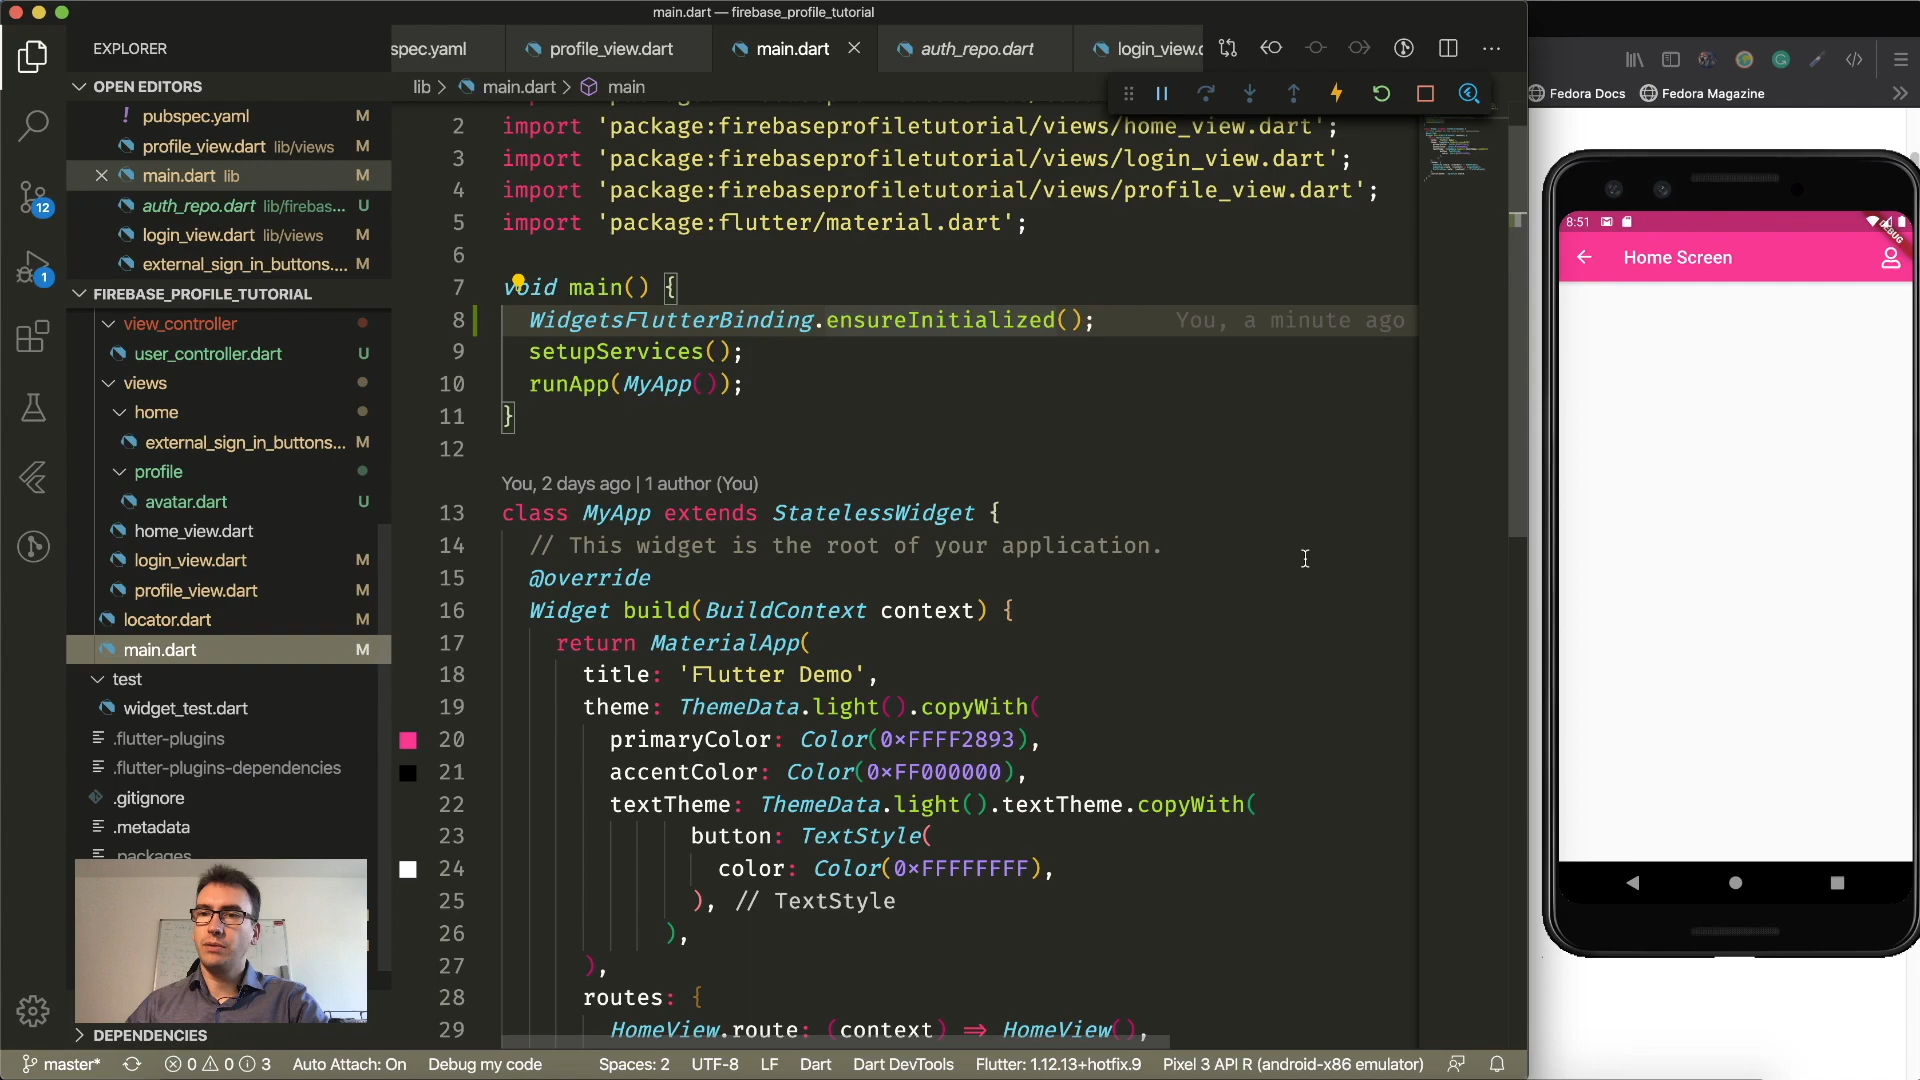 main.dart — firebase_profile_tutorial
EXPLORER
spec.yaml
profile_view.dart
main.dart
auth_repo.dart
login_view.d
OPEN EDITORS
lib > main.dart > main
! pubspec.yaml M
profile_view.dart lib/views M
main.dart lib M
auth_repo.dart lib/firebas... U
login_view.dart lib/views M
external_sign_in_buttons.... M
FIREBASE_PROFILE_TUTORIAL
view_controller
user_controller.dart U
views
home
external_sign_in_buttons... M
profile
avatar.dart U
home_view.dart
login_view.dart M
profile_view.dart M
locator.dart M
main.dart M
test
widget_test.dart
.flutter-plugins
.flutter-plugins-dependencies
.gitignore
.metadata
.packages
DEPENDENCIES
12
1
2 import 'package:firebaseprofiletutorial/views/home_view.dart';
3 import 'package:firebaseprofiletutorial/views/login_view.dart';
4 import 'package:firebaseprofiletutorial/views/profile_view.dart';
5 import 'package:flutter/material.dart';
6
7 void main() {
8 WidgetsFlutterBinding.ensureInitialized(); You, a minute ago
9 setupServices();
10 runApp(MyApp());
11 }
12
You, 2 days ago | 1 author (You)
13 class MyApp extends StatelessWidget {
14 // This widget is the root of your application.
15 @override
16 Widget build(BuildContext context) {
17 return MaterialApp(
18 title: 'Flutter Demo',
19 theme: ThemeData.light().copyWith(
20 primaryColor: Color(0×FFFF2893),
21 accentColor: Color(0×FF000000),
22 textTheme: ThemeData.light().textTheme.copyWith(
23 button: TextStyle(
24 color: Color(0×FFFFFFFF),
25 ), // TextStyle
26 ),
27 ),
28 routes: {
29 HomeView.route: (context) ⇒ HomeView(),
Fedora Docs
Fedora Magazine
8:51
DEBUG
Home Screen
master* 0 0 3 Auto Attach: On Debug my code Spaces: 2 UTF-8 LF Dart Dart DevTools Flutter: 1.12.13+hotfix.9 Pixel 3 API R (android-x86 emulator)